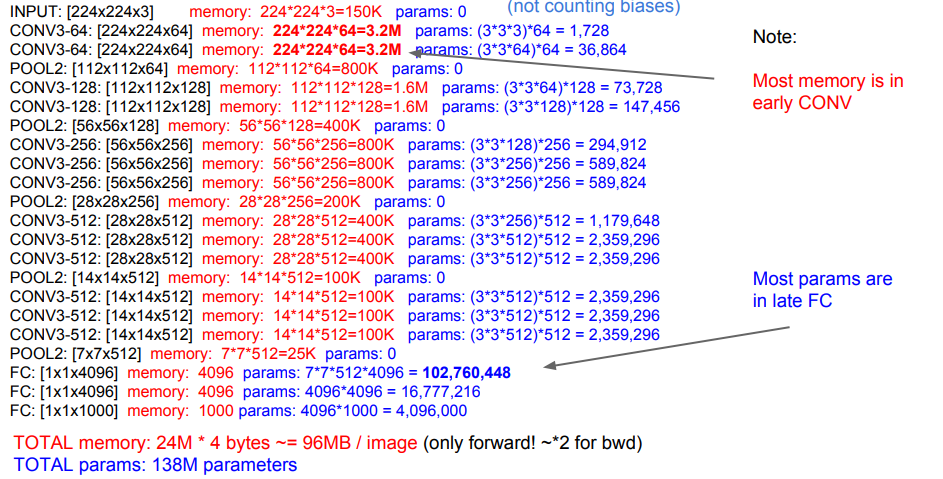 (not counting biases)
INPUT: [224x224x3] memory: 224*224*3=150K params: 0
CONV3-64: [224x224x64] memory: 224*224*64=3.2M params: (3*3*3)*64 = 1,728
CONV3-64: [224x224x64] memory: 224*224*64=3.2M params: (3*3*64)*64 = 36,864
POOL2: [112x112x64] memory: 112*112*64=800K params: 0
CONV3-128: [112x112x128] memory: 112*112*128=1.6M params: (3*3*64)*128 = 73,728
CONV3-128: [112x112x128] memory: 112*112*128=1.6M params: (3*3*128)*128 = 147,456
POOL2: [56x56x128] memory: 56*56*128=400K params: 0
CONV3-256: [56x56x256] memory: 56*56*256=800K params: (3*3*128)*256 = 294,912
CONV3-256: [56x56x256] memory: 56*56*256=800K params: (3*3*256)*256 = 589,824
CONV3-256: [56x56x256] memory: 56*56*256=800K params: (3*3*256)*256 = 589,824
POOL2: [28x28x256] memory: 28*28*256=200K params: 0
CONV3-512: [28x28x512] memory: 28*28*512=400K params: (3*3*256)*512 = 1,179,648
CONV3-512: [28x28x512] memory: 28*28*512=400K params: (3*3*512)*512 = 2,359,296
CONV3-512: [28x28x512] memory: 28*28*512=400K params: (3*3*512)*512 = 2,359,296
POOL2: [14x14x512] memory: 14*14*512=100K params: 0
CONV3-512: [14x14x512] memory: 14*14*512=100K params: (3*3*512)*512 = 2,359,296
CONV3-512: [14x14x512] memory: 14*14*512=100K params: (3*3*512)*512 = 2,359,296
CONV3-512: [14x14x512] memory: 14*14*512=100K params: (3*3*512)*512 = 2,359,296
POOL2: [7x7x512] memory: 7*7*512=25K params: 0
FC: [1x1x4096] memory: 4096 params: 7*7*512*4096 = 102,760,448
FC: [1x1x4096] memory: 4096 params: 4096*4096 = 16,777,216
FC: [1x1x1000] memory: 1000 params: 4096*1000 = 4,096,000
TOTAL memory: 24M * 4 bytes ~= 96MB / image (only forward! ~*2 for bwd)
TOTAL params: 138M parameters
Note:
Most memory is in
early CONV
Most params are
in late FC